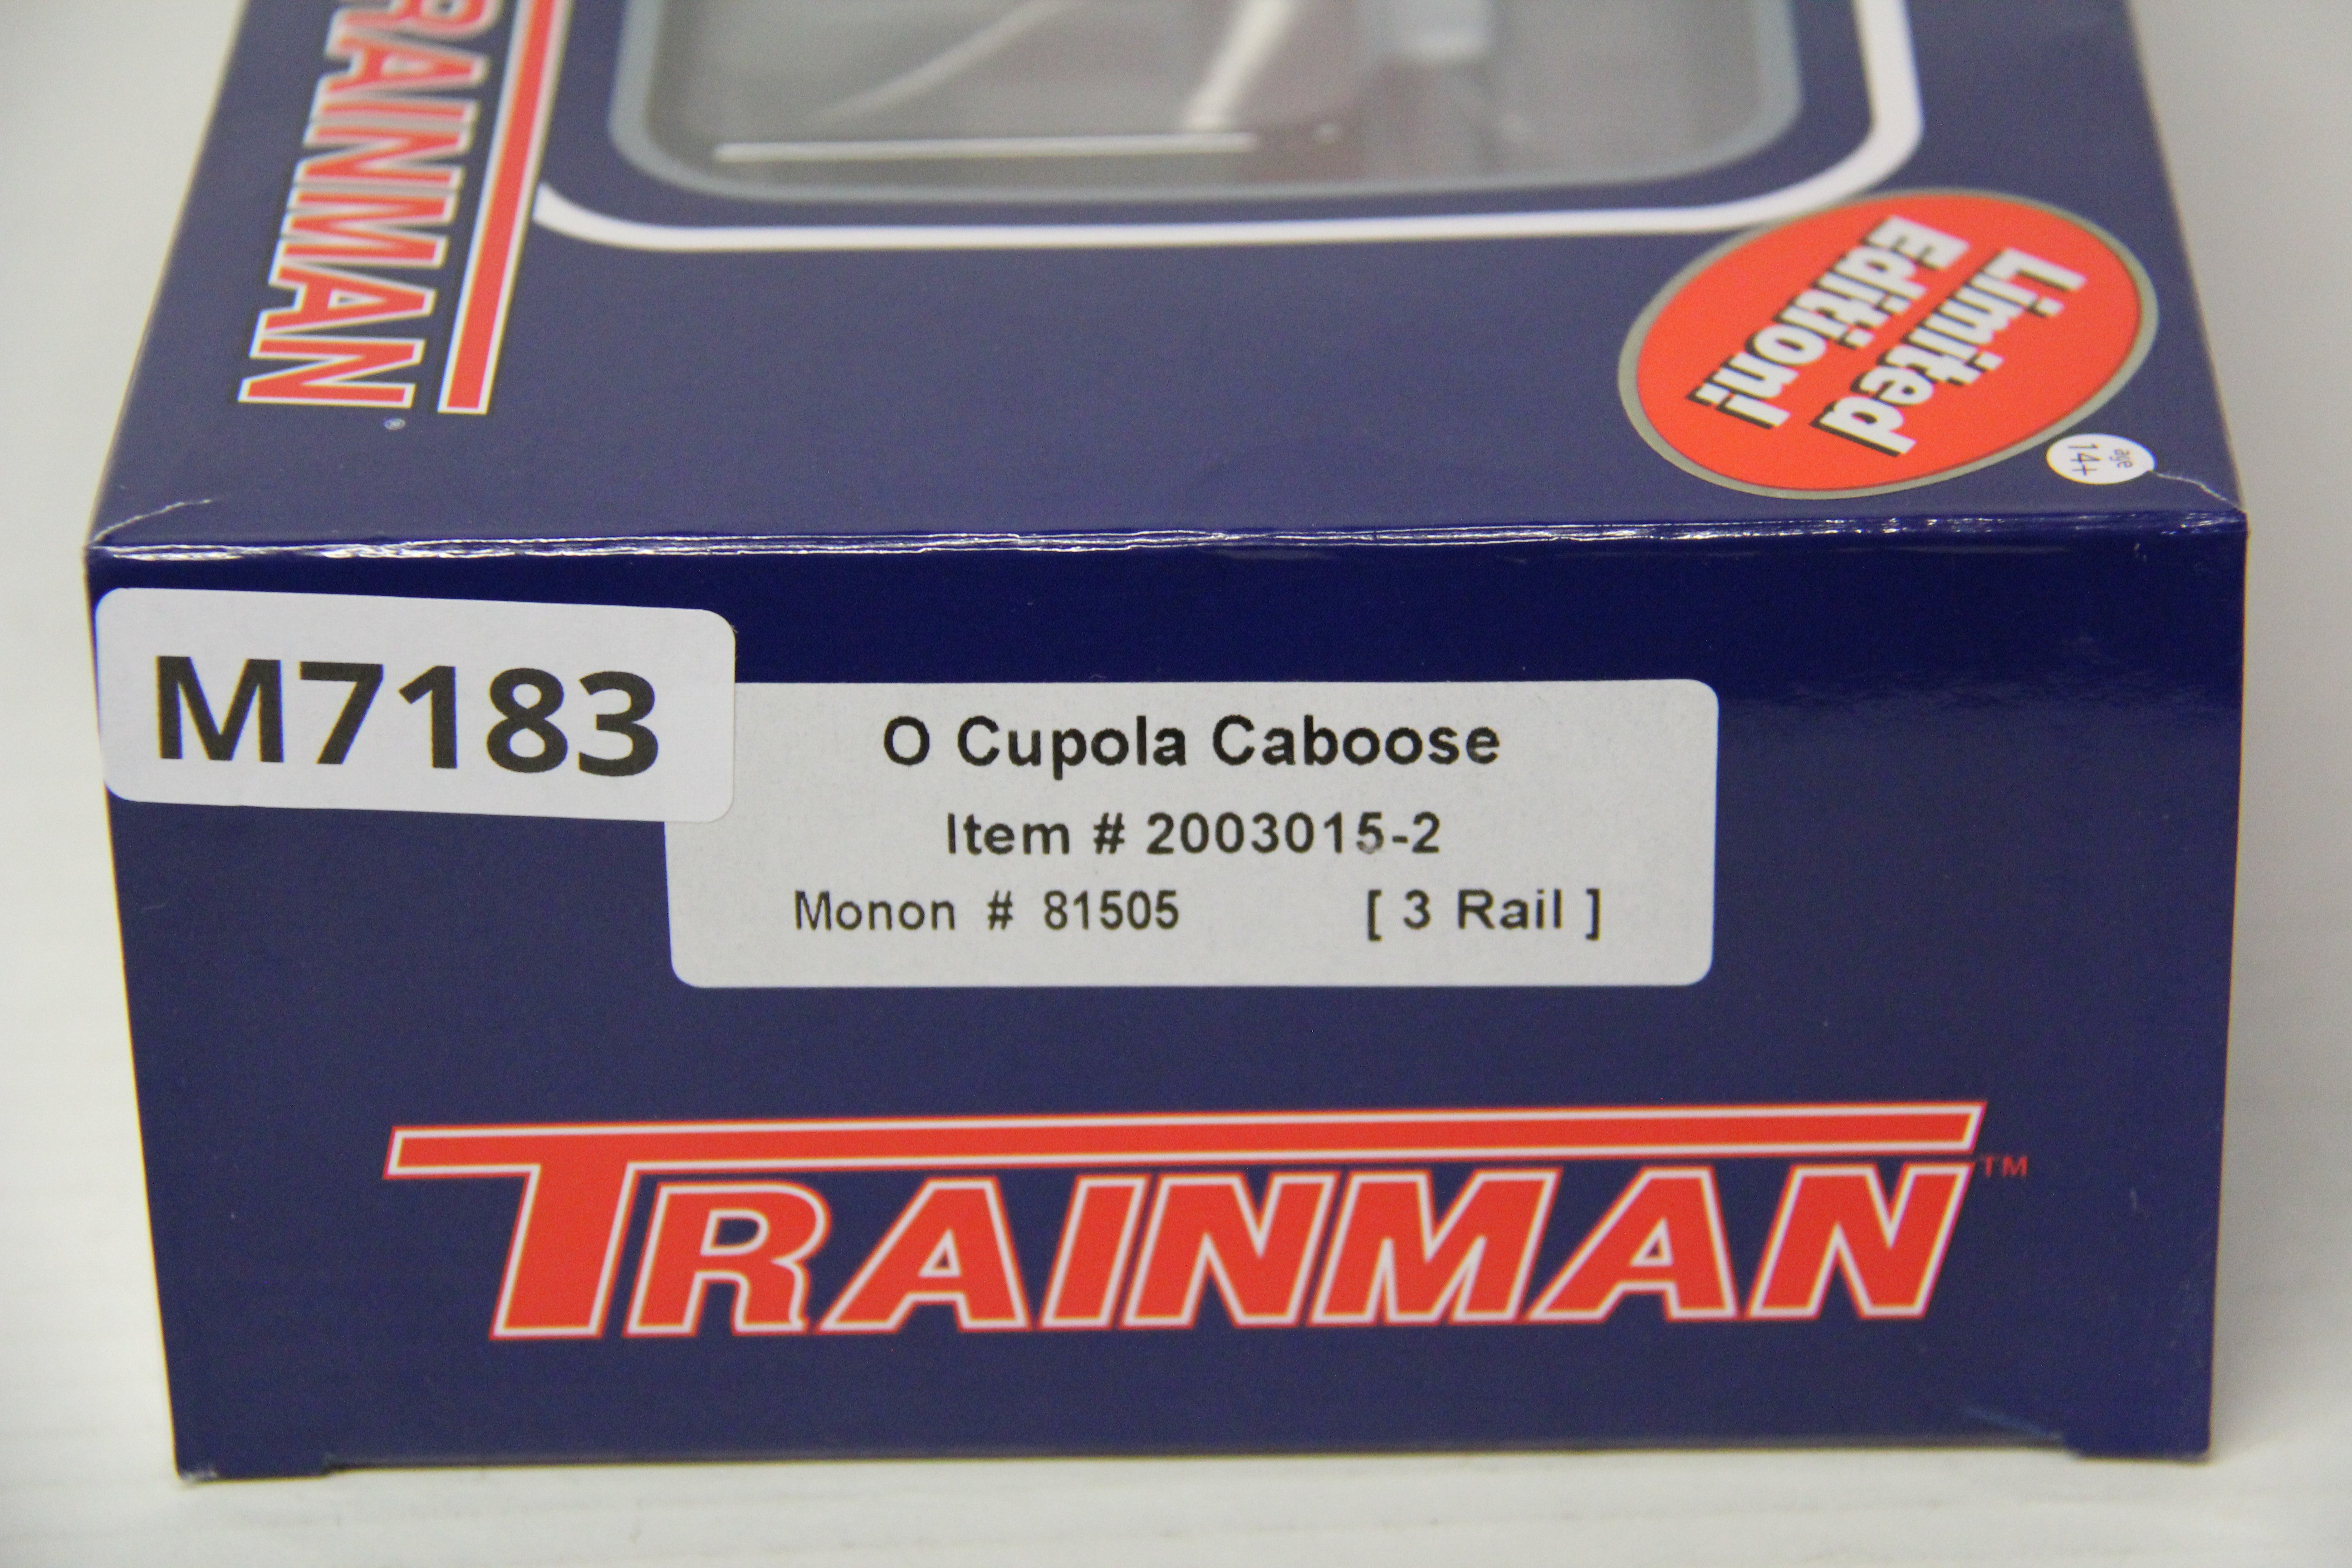 TRAINMAN®
Limited
Edition!
age
14+
M7183
O Cupola Caboose
Item # 2003015-2
Monon # 81505 [ 3 Rail ]
TRAINMAN™